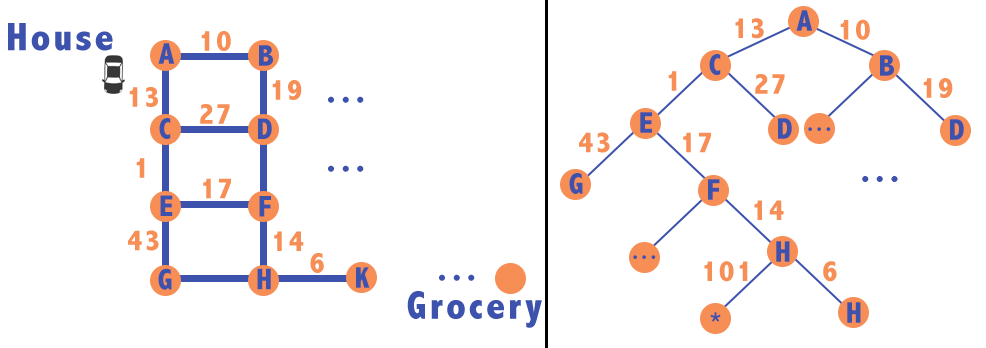 House
A 10 B
13 19 ...
C 27 D
1 ...
E 17 F
43 14
6
G H K ...
Grocery
A
13 10
C B
1 27 19
E D ... D
43 17
G F ...
14
... H
101 6
* H